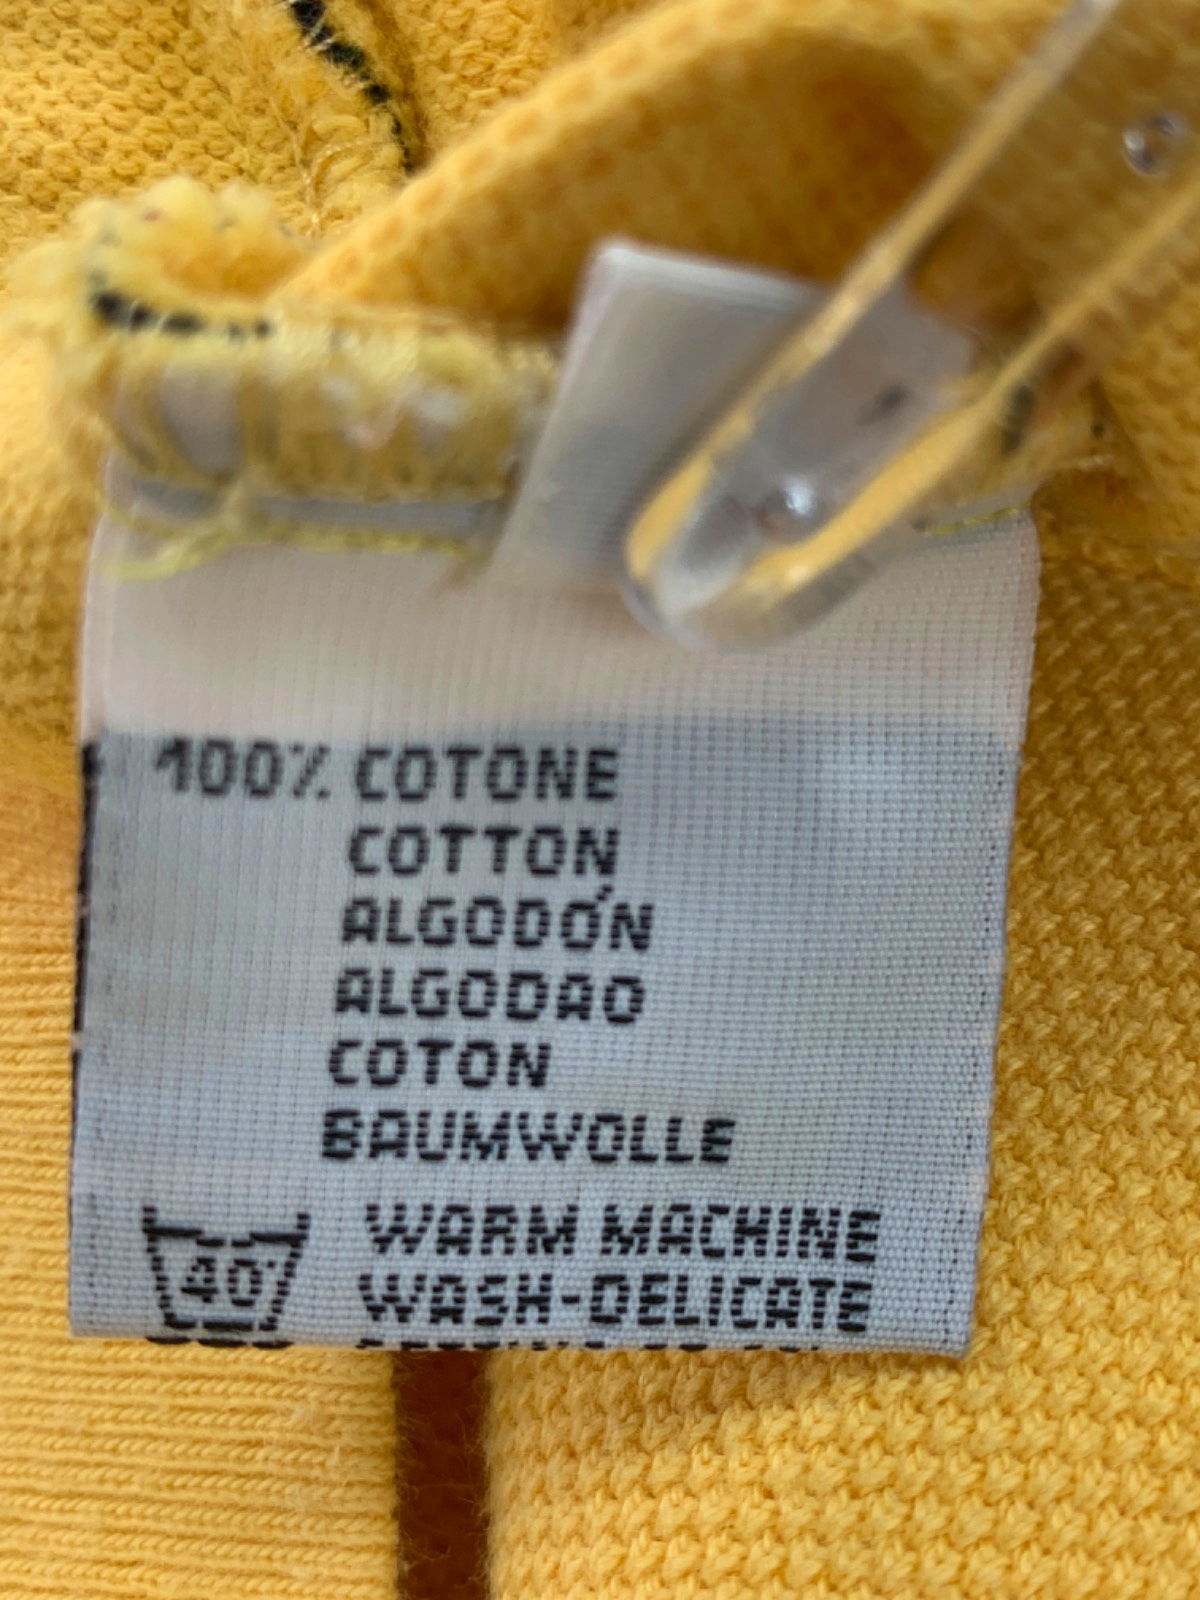 100% COTONE
COTTON
ALGODÓN
ALGODAO
COTON
BAUMWOLLE
40° WARM MACHINE
WASH-DELICATE